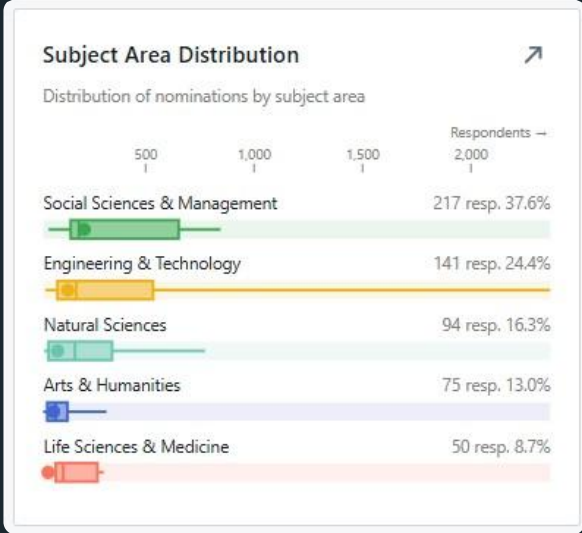 Subject Area Distribution
Distribution of nominations by subject area
Respondents →
500 1,000 1,500 2,000
Social Sciences & Management 217 resp. 37.6%
Engineering & Technology 141 resp. 24.4%
Natural Sciences 94 resp. 16.3%
Arts & Humanities 75 resp. 13.0%
Life Sciences & Medicine 50 resp. 8.7%